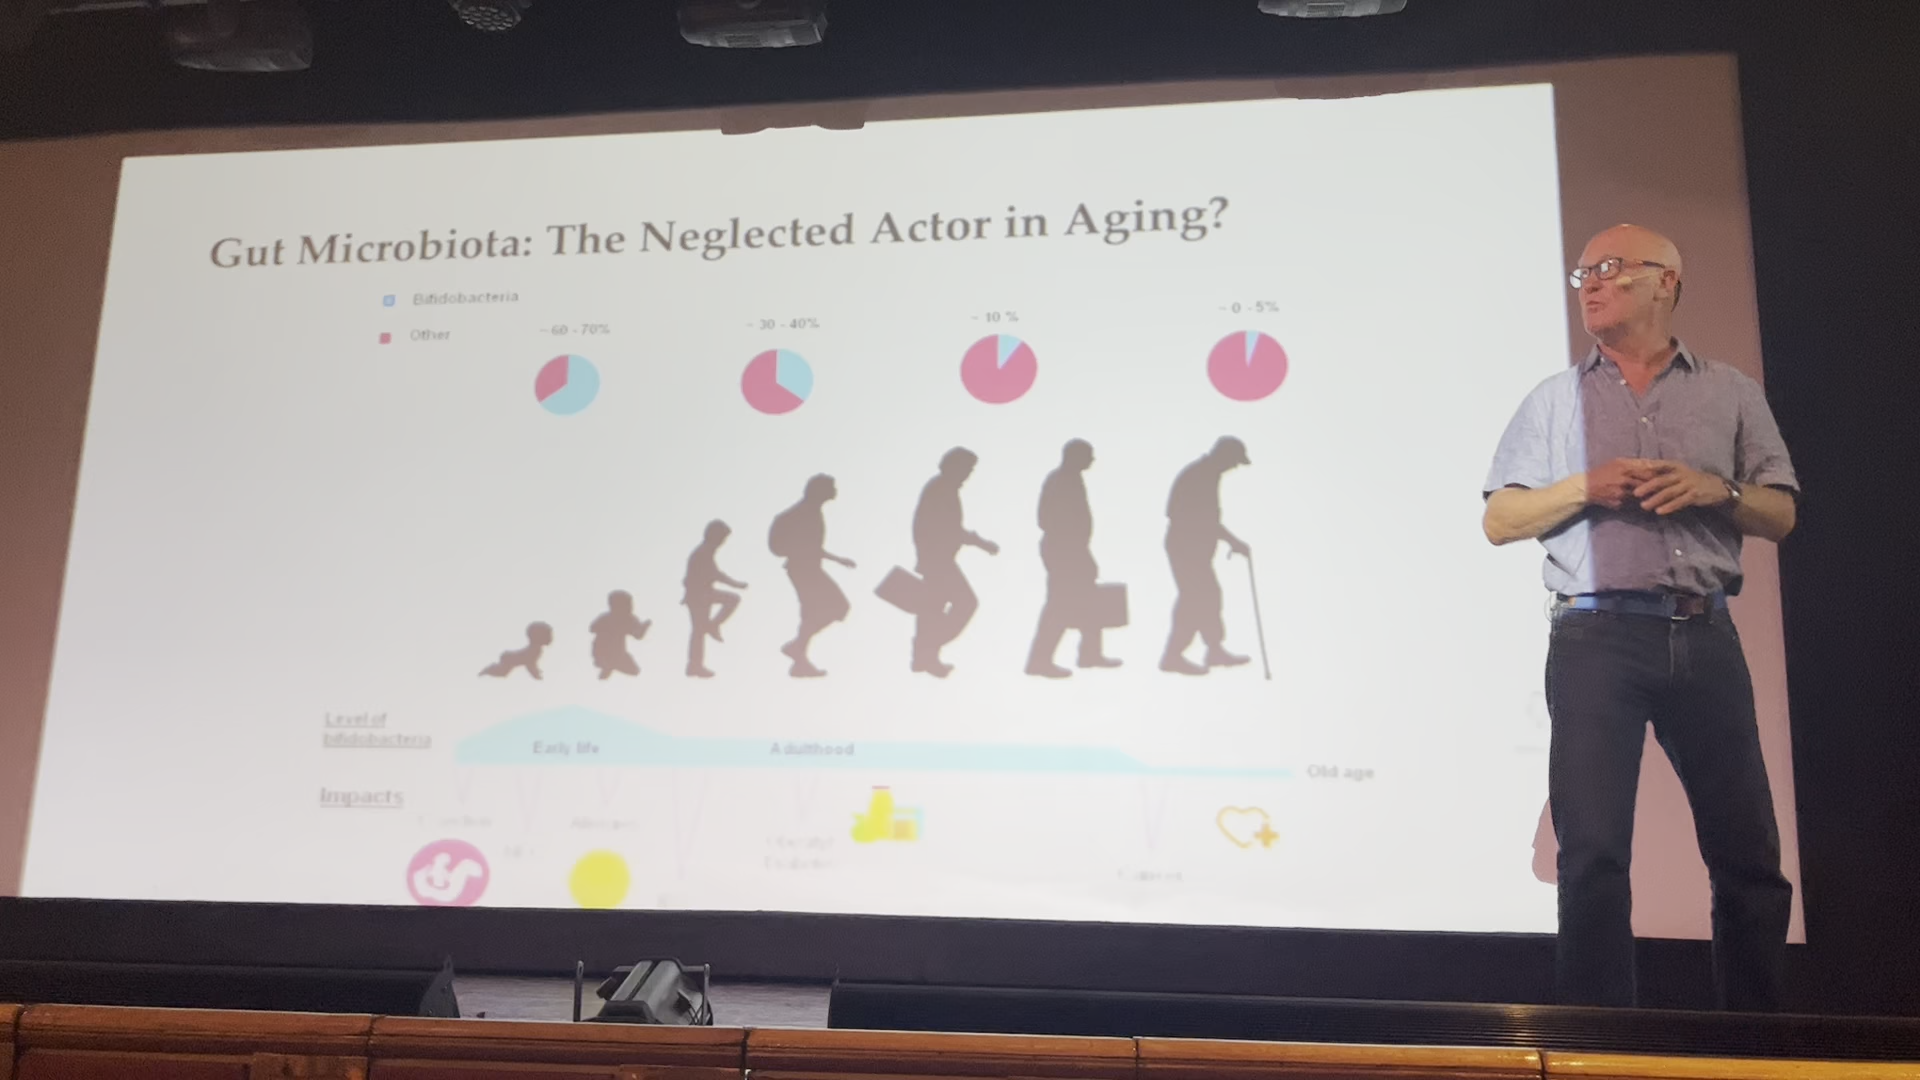 Gut Microbiota: The Neglected Actor in Aging?
Bifidobacteria
Other
~ 60 - 70%
~ 30 - 40%
~ 10 %
~ 0 - 5%
Level of
bifidobacteria
Early life
Adulthood
Old age
Impacts